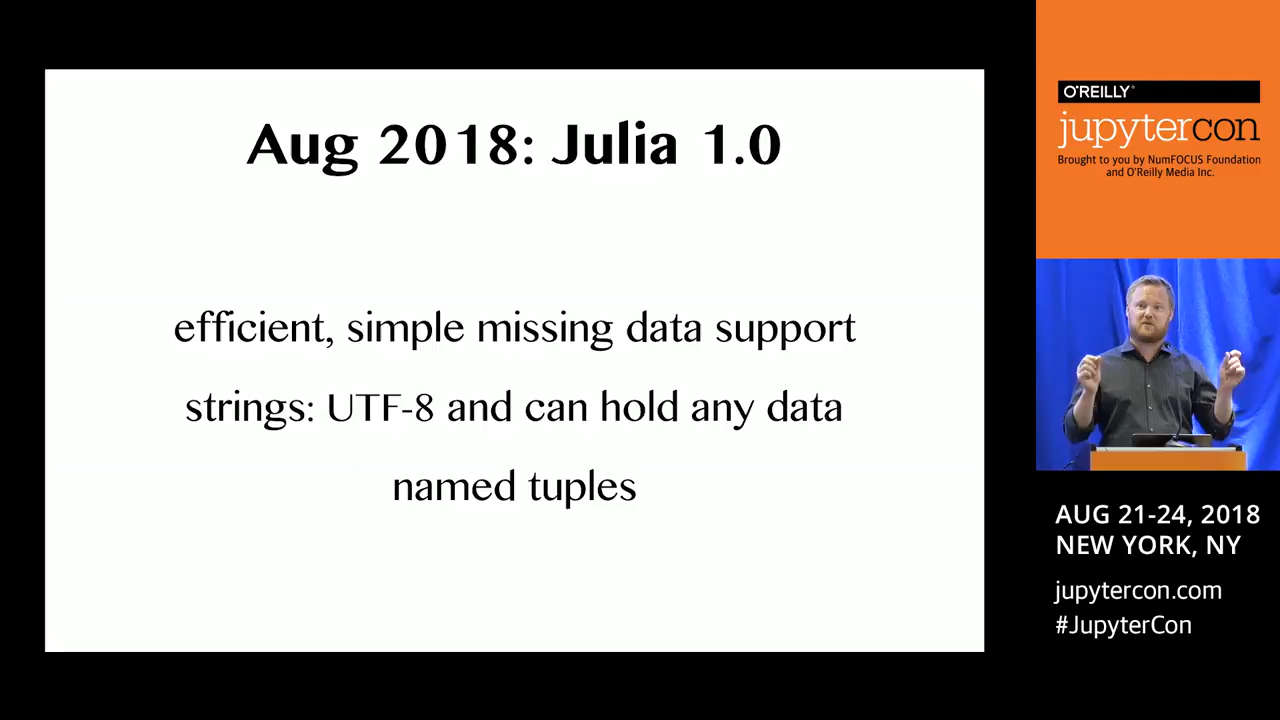 Aug 2018: Julia 1.0
efficient, simple missing data support
strings: UTF-8 and can hold any data
named tuples
O'REILLY®
jupytercon
Brought to you by NumFOCUS Foundation
and O'Reilly Media Inc.
AUG 21-24, 2018
NEW YORK, NY
jupytercon.com
#JupyterCon